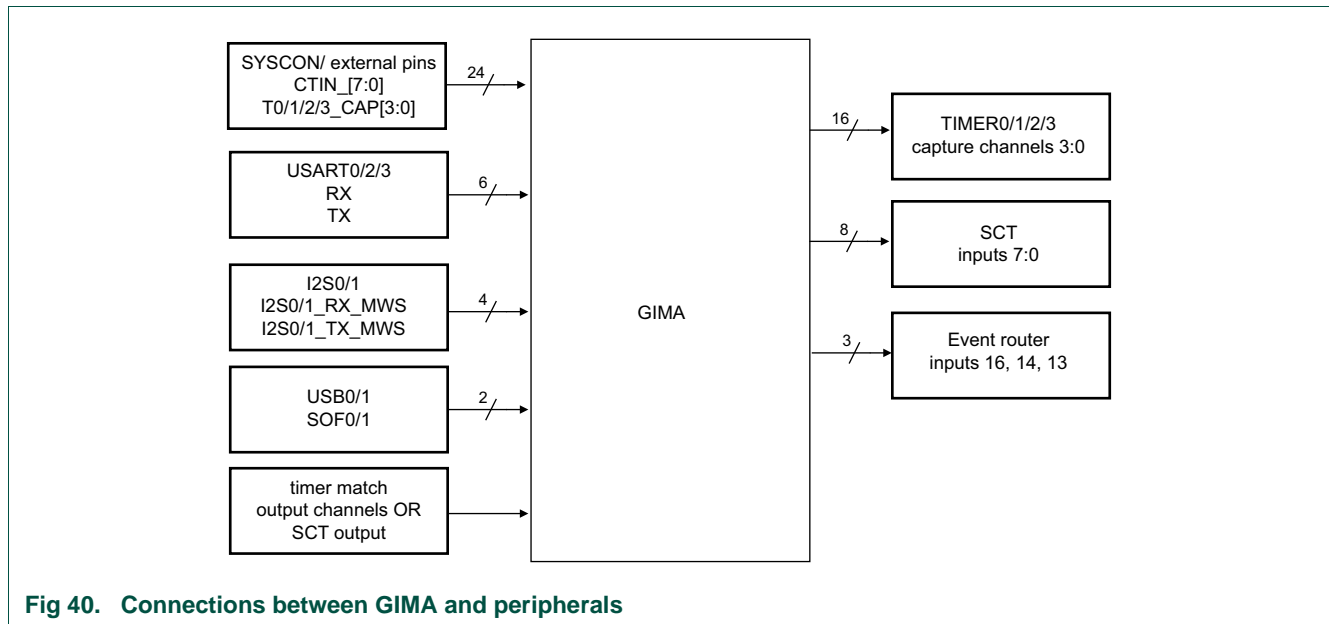 SYSCON/ external pins
CTIN_[7:0]
T0/1/2/3_CAP[3:0]
24
USART0/2/3
RX
TX
6
I2S0/1
I2S0/1_RX_MWS
I2S0/1_TX_MWS
4
USB0/1
SOF0/1
2
timer match
output channels OR
SCT output
GIMA
16
TIMER0/1/2/3
capture channels 3:0
8
SCT
inputs 7:0
3
Event router
inputs 16, 14, 13
Fig 40. Connections between GIMA and peripherals